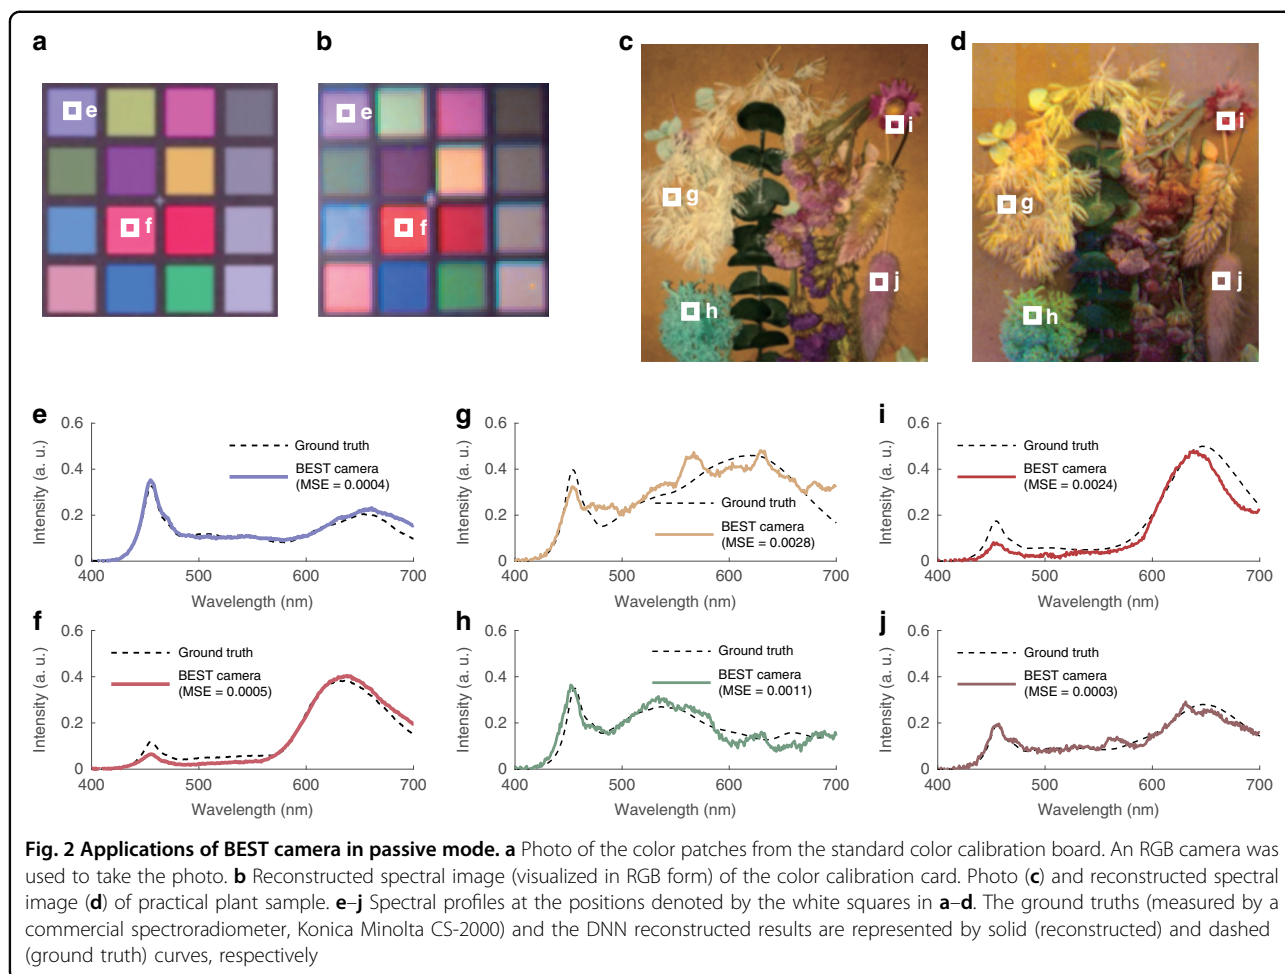 a
b
c
d
e
f
e
f
g
h
i
j
g
h
i
j
e
0.6
0.4
0.2
0
Intensity (a. u.)
Ground truth
BEST camera
(MSE = 0.0004)
400
500
600
700
Wavelength (nm)
g
0.6
0.4
0.2
0
Intensity (a. u.)
Ground truth
BEST camera
(MSE = 0.0028)
400
500
600
700
Wavelength (nm)
i
0.6
0.4
0.2
0
Intensity (a. u.)
Ground truth
BEST camera
(MSE = 0.0024)
400
500
600
700
Wavelength (nm)
f
0.6
0.4
0.2
0
Intensity (a. u.)
Ground truth
BEST camera
(MSE = 0.0005)
400
500
600
700
Wavelength (nm)
h
0.6
0.4
0.2
0
Intensity (a. u.)
Ground truth
BEST camera
(MSE = 0.0011)
400
500
600
700
Wavelength (nm)
j
0.6
0.4
0.2
0
Intensity (a. u.)
Ground truth
BEST camera
(MSE = 0.0003)
400
500
600
700
Wavelength (nm)
Fig. 2 Applications of BEST camera in passive mode. a Photo of the color patches from the standard color calibration board. An RGB camera was
used to take the photo. b Reconstructed spectral image (visualized in RGB form) of the color calibration card. Photo (c) and reconstructed spectral
image (d) of practical plant sample. e–j Spectral profiles at the positions denoted by the white squares in a–d. The ground truths (measured by a
commercial spectroradiometer, Konica Minolta CS-2000) and the DNN reconstructed results are represented by solid (reconstructed) and dashed
(ground truth) curves, respectively